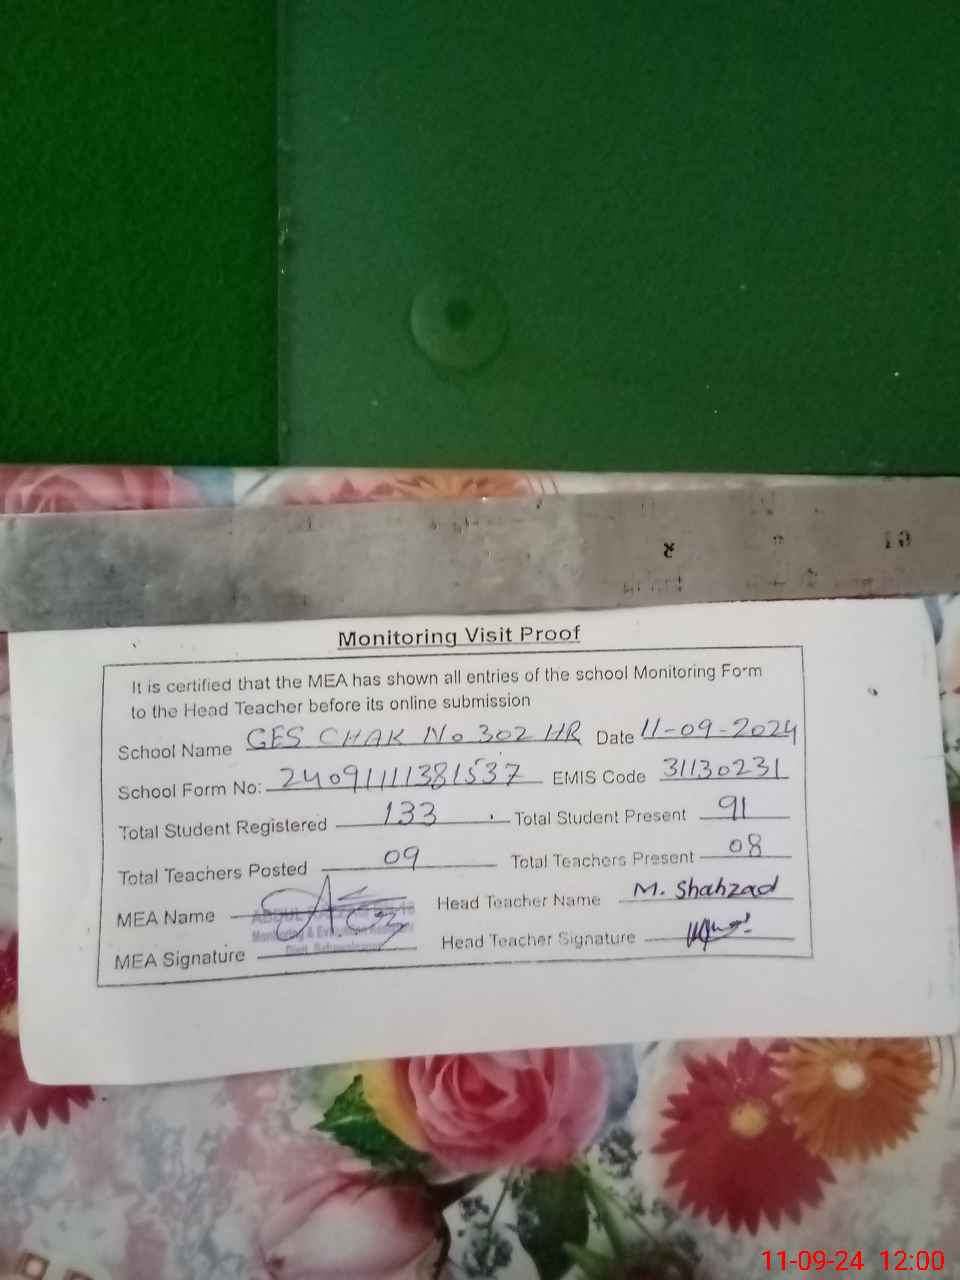 Monitoring Visit Proof
It is certified that the MEA has shown all entries of the school Monitoring Form
to the Head Teacher before its online submission
School Name GES CHAK No 302 HR Date 11-09-2024
School Form No: 24091111381537 EMIS Code 31130231
Total Student Registered 133 Total Student Present 91
Total Teachers Posted 09 Total Teachers Present 08
MEA Name Head Teacher Name M. Shahzad
Monitoring & Evaluation
MEA Signature Head Teacher Signature
11-09-24 12:00